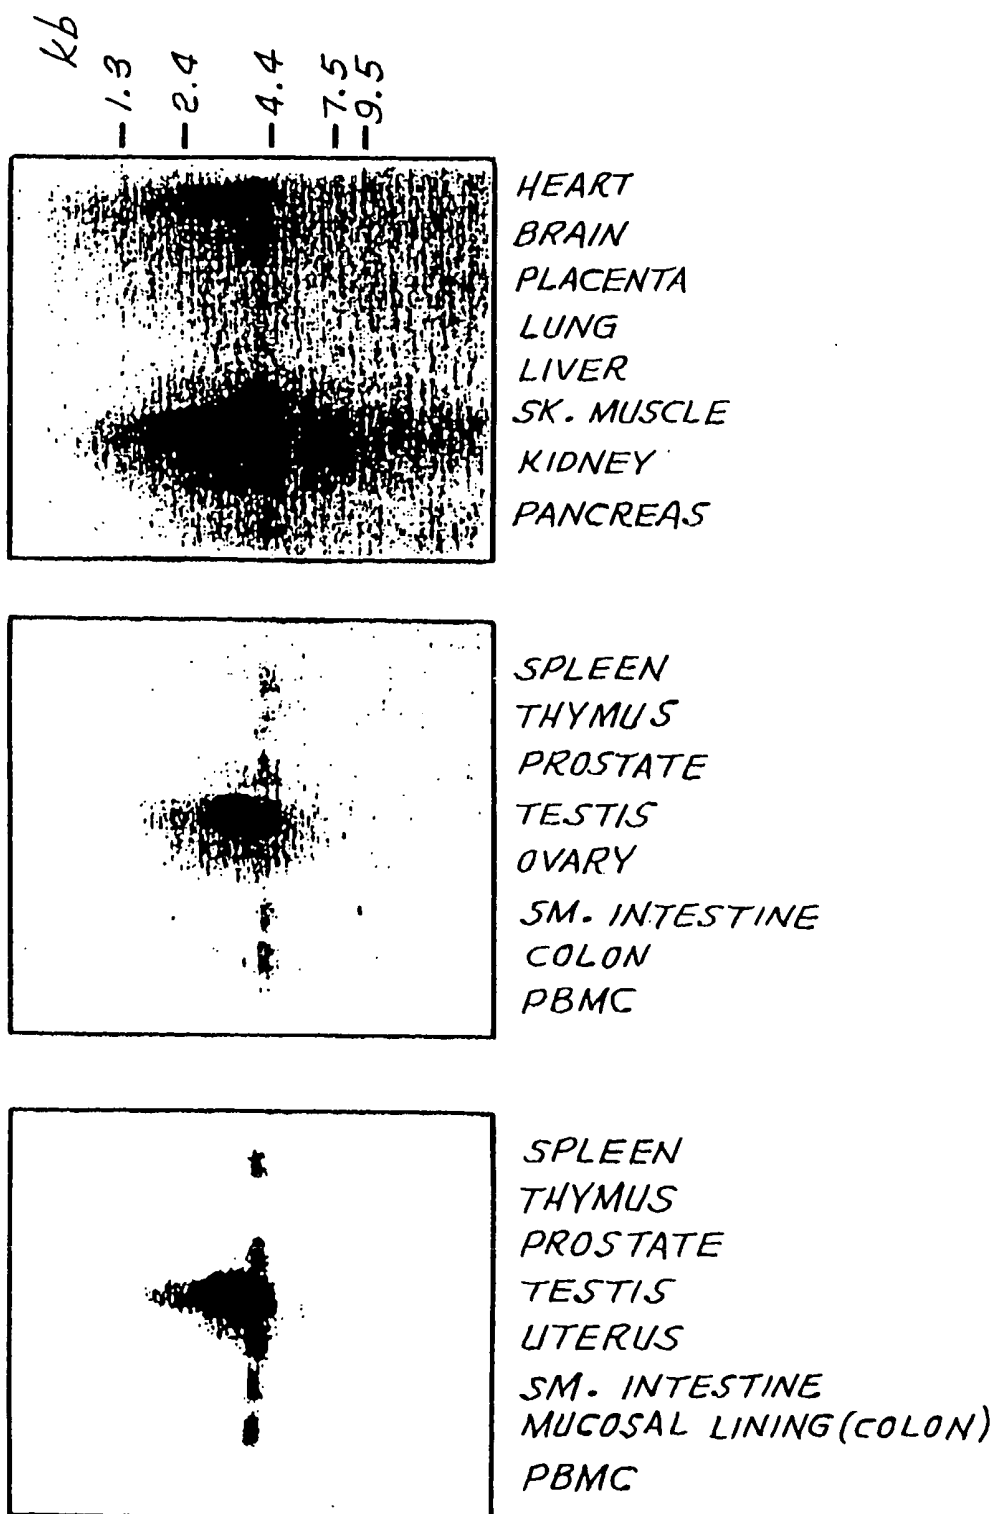 kb
-1.3
-2.4
-4.4
-7.5
-9.5
HEART
BRAIN
PLACENTA
LUNG
LIVER
SK. MUSCLE
KIDNEY
PANCREAS
SPLEEN
THYMUS
PROSTATE
TESTIS
OVARY
SM. INTESTINE
COLON
PBMC
SPLEEN
THYMUS
PROSTATE
TESTIS
UTERUS
SM. INTESTINE
MUCOSAL LINING (COLON)
PBMC